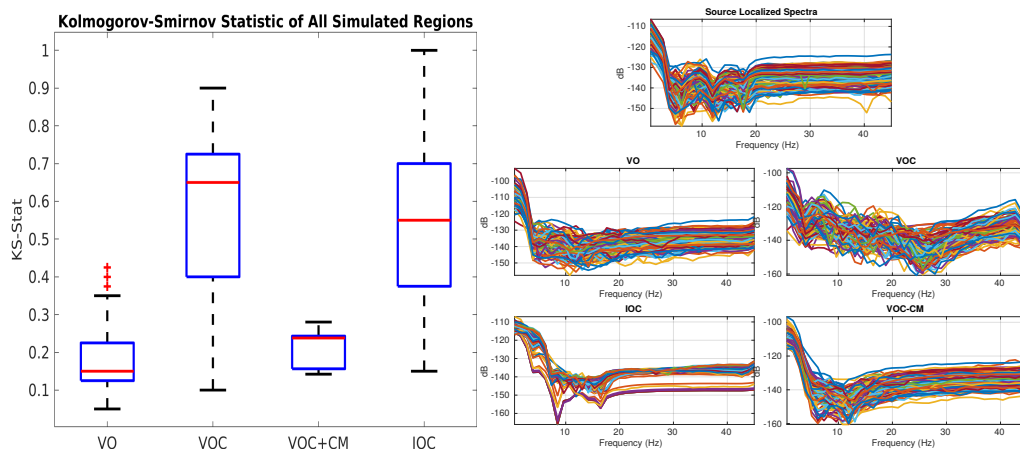 Kolmogorov-Smirnov Statistic of All Simulated Regions
KS-Stat
1
0.9
0.8
0.7
0.6
0.5
0.4
0.3
0.2
0.1
VO VOC VOC+CM IOC
Source Localized Spectra
dB
-110
-120
-130
-140
-150
10 20 30 40
Frequency (Hz)
VO
dB
-100
-110
-120
-130
-140
-150
10 20 30 40
Frequency (Hz)
VOC
dB
-100
-120
-140
-160
10 20 30 40
Frequency (Hz)
IOC
dB
-110
-120
-130
-140
-150
-160
10 20 30 40
Frequency (Hz)
VOC-CM
dB
-100
-120
-140
-160
10 20 30 40
Frequency (Hz)